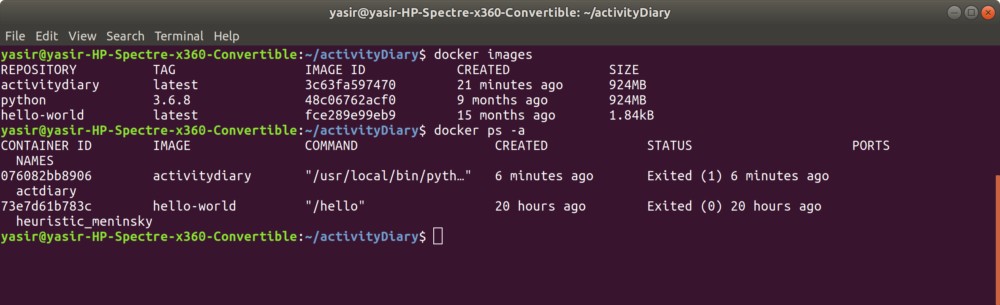 yasir@yasir-HP-Spectre-x360-Convertible: ~/activityDiary
File Edit View Search Terminal Help
yasir@yasir-HP-Spectre-x360-Convertible:~/activityDiary$ docker images
REPOSITORY TAG IMAGE ID CREATED SIZE
activitydiary latest 3c63fa597470 21 minutes ago 924MB
python 3.6.8 48c06762acf0 9 months ago 924MB
hello-world latest fce289e99eb9 15 months ago 1.84kB
yasir@yasir-HP-Spectre-x360-Convertible:~/activityDiary$ docker ps -a
CONTAINER ID IMAGE COMMAND CREATED STATUS PORTS
NAMES
076082bb8906 activitydiary "/usr/local/bin/pyth…" 6 minutes ago Exited (1) 6 minutes ago
actdiary
73e7d61b783c hello-world "/hello" 20 hours ago Exited (0) 20 hours ago
heuristic_meninsky
yasir@yasir-HP-Spectre-x360-Convertible:~/activityDiary$